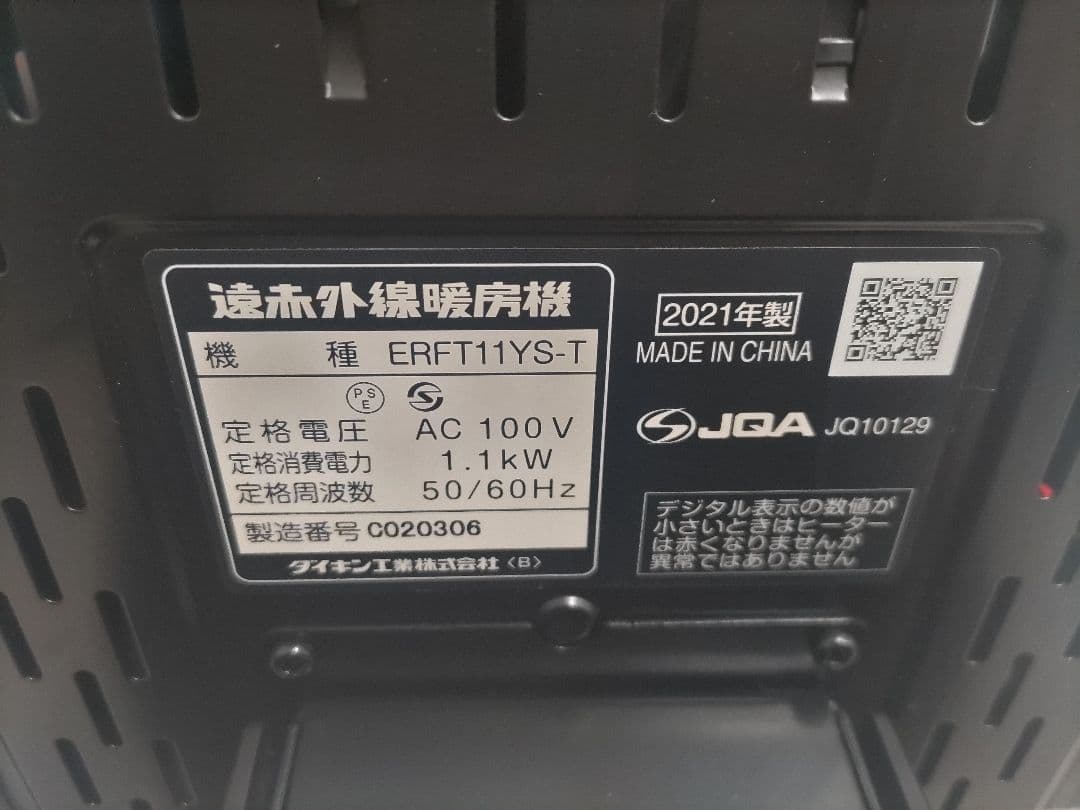 遠赤外線暖房機
機種 ERFT11YS-T
PSE
定格電圧 AC 100V
定格消費電力 1.1kW
定格周波数 50/60Hz
製造番号 C020306
ダイキン工業株式会社〈B〉
2021年製
MADE IN CHINA
JQA JQ10129
デジタル表示の数値が
小さいときはヒーター
は赤くなりませんが
異常ではありません